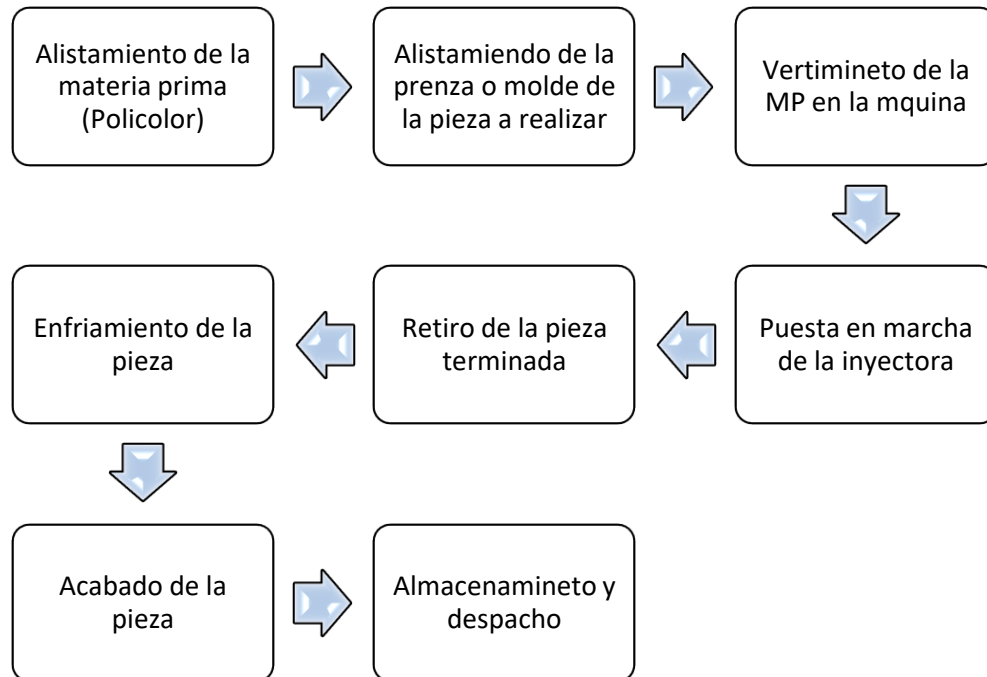 Alistamiento de la
materia prima
(Policolor)
Alistamiendo de la
prenza o molde de
la pieza a realizar
Vertimineto de la
MP en la mquina
Puesta en marcha
de la inyectora
Retiro de la pieza
terminada
Enfriamiento de la
pieza
Acabado de la
pieza
Almacenamineto y
despacho